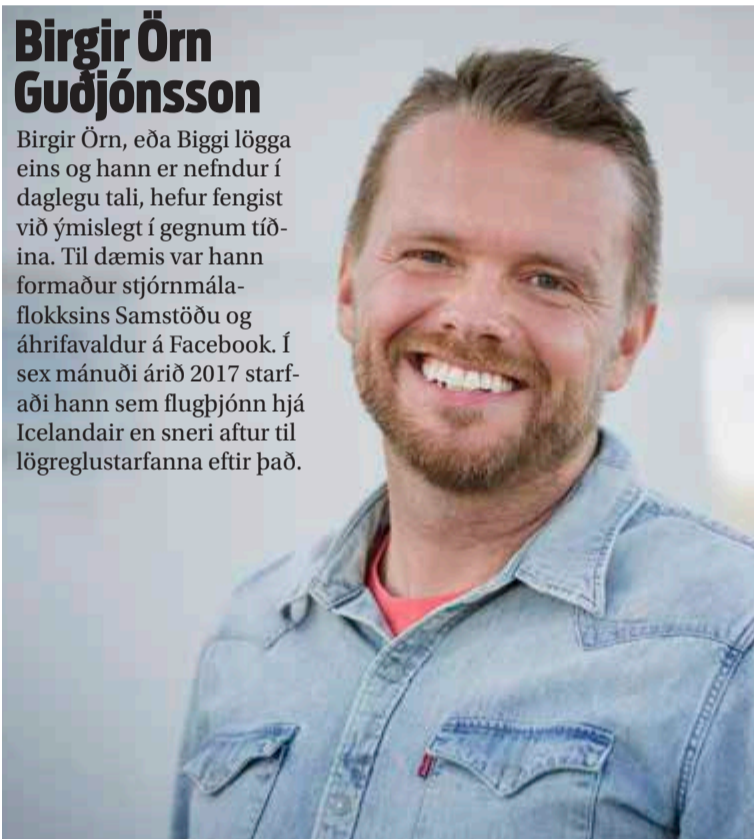 Birgir Örn
Guðjónsson
Birgir Örn, eða Biggi lögga
eins og hann er nefndur í
daglegu tali, hefur fengist
við ýmislegt í gegnum tíð-
ina. Til dæmis var hann
formaður stjórnmála-
flokksins Samstöðu og
áhrifavaldur á Facebook. Í
sex mánuði árið 2017 starf-
aði hann sem flugþjónn hjá
Icelandair en sneri aftur til
lögreglustarfanna eftir það.